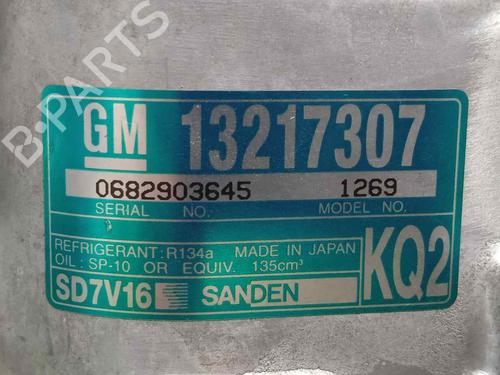 B-PARTS
GM 13217307
0682903645 1269
SERIAL NO. MODEL NO.
REFRIGERANT: R134a MADE IN JAPAN
OIL: SP-10 OR EQUIV. 135cm³
SD7V16 SANDEN KQ2